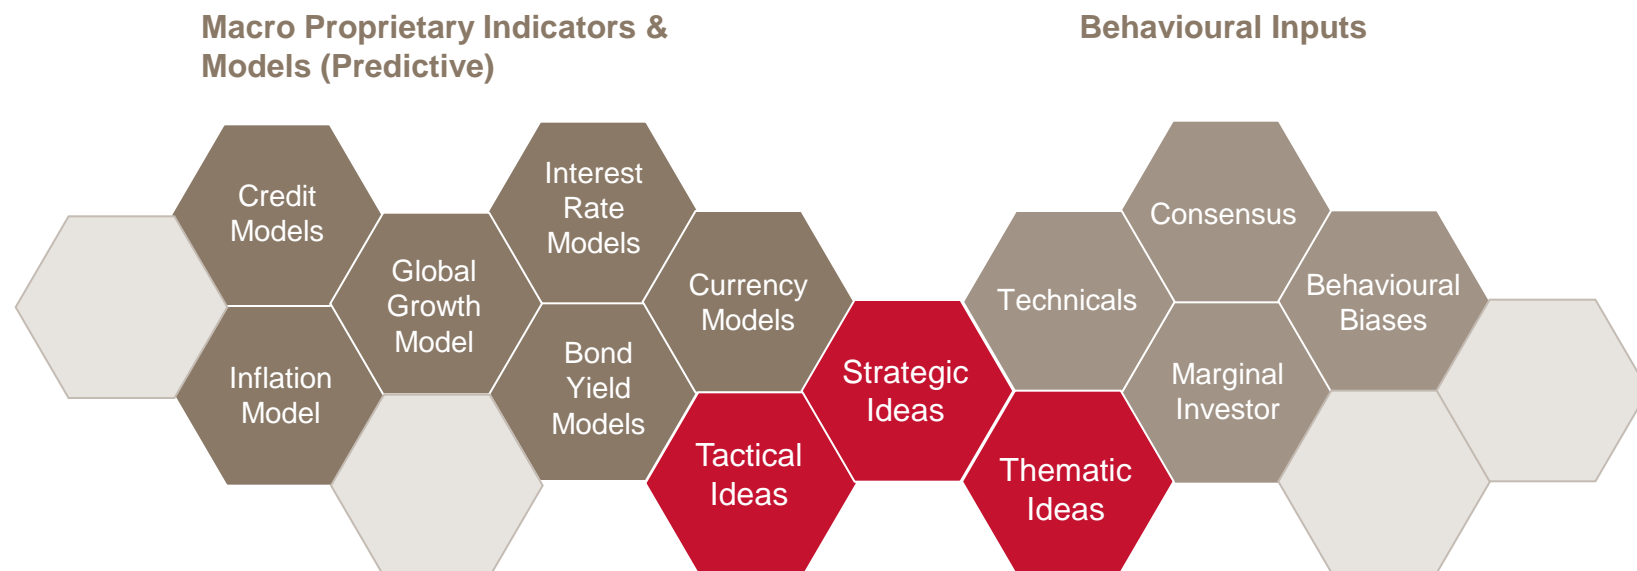 Macro Proprietary Indicators &
Models (Predictive)
Behavioural Inputs
Credit
Models
Interest
Rate
Models
Global
Growth
Model
Currency
Models
Inflation
Model
Bond
Yield
Models
Tactical
Ideas
Strategic
Ideas
Thematic
Ideas
Technicals
Consensus
Behavioural
Biases
Marginal
Investor